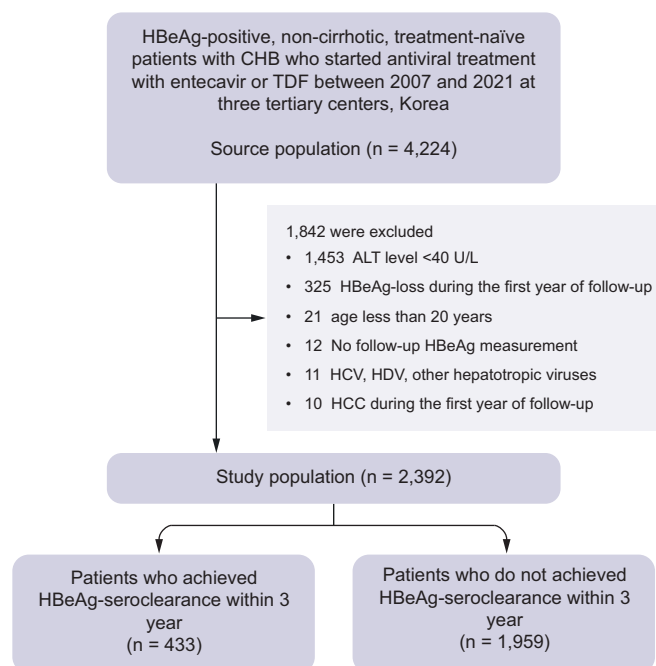 HBeAg-positive, non-cirrhotic, treatment-naïve
patients with CHB who started antiviral treatment
with entecavir or TDF between 2007 and 2021 at
three tertiary centers, Korea
Source population (n = 4,224)
1,842 were excluded
• 1,453 ALT level <40 U/L
• 325 HBeAg-loss during the first year of follow-up
• 21 age less than 20 years
• 12 No follow-up HBeAg measurement
• 11 HCV, HDV, other hepatotropic viruses
• 10 HCC during the first year of follow-up
Study population (n = 2,392)
Patients who achieved
HBeAg-seroclearance within 3
year
(n = 433)
Patients who do not achieved
HBeAg-seroclearance within 3
year
(n = 1,959)